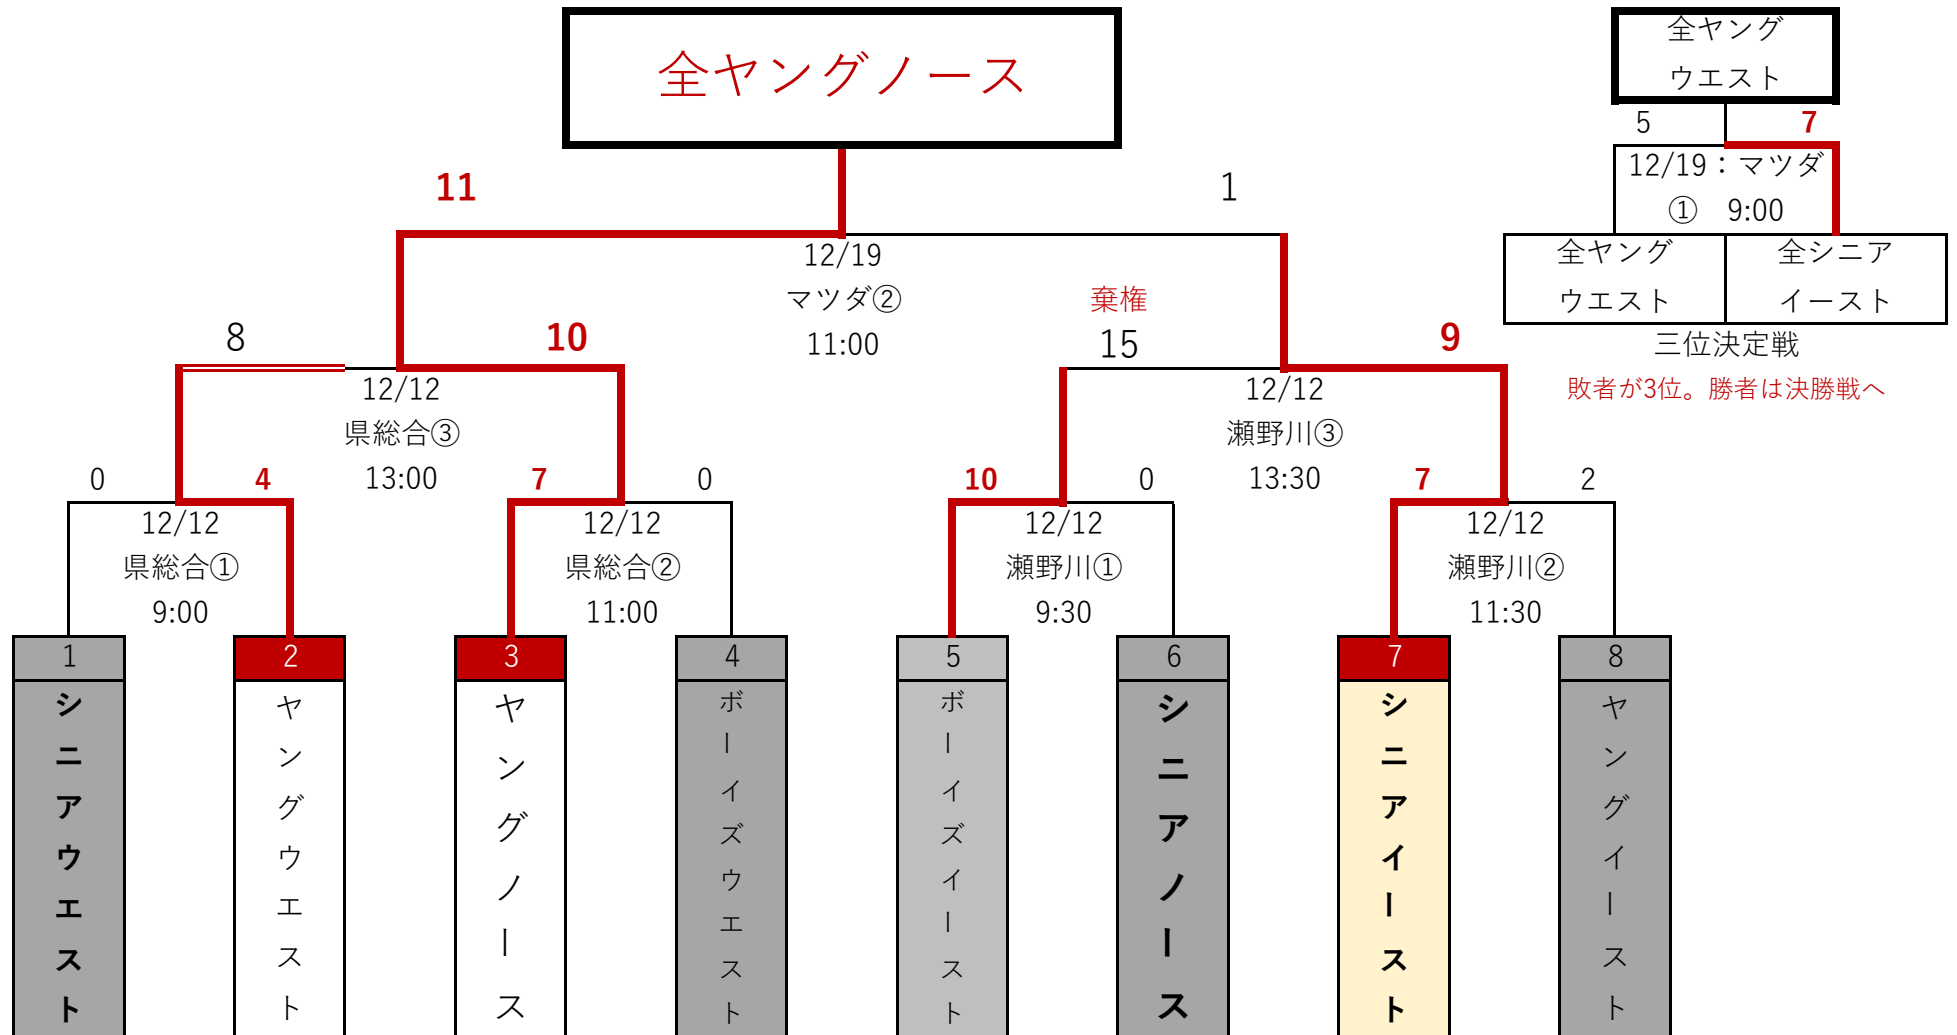 全ヤングノース
全ヤング
ウエスト
5
7
12/19：マツダ
① 9:00
全ヤング
ウエスト
全シニア
イースト
三位決定戦
敗者が3位。勝者は決勝戦へ
11
1
12/19
マツダ②
11:00
8
10
棄権
15
9
12/12
県総合③
13:00
12/12
瀬野川③
13:30
0
4
7
0
10
0
7
2
12/12
県総合①
9:00
12/12
県総合②
11:00
12/12
瀬野川①
9:30
12/12
瀬野川②
11:30
1
シニアウエスト
2
ヤングウエスト
3
ヤングノース
4
ボーイズウエスト
5
ボーイズイースト
6
シニアノース
7
シニアイースト
8
ヤングイースト